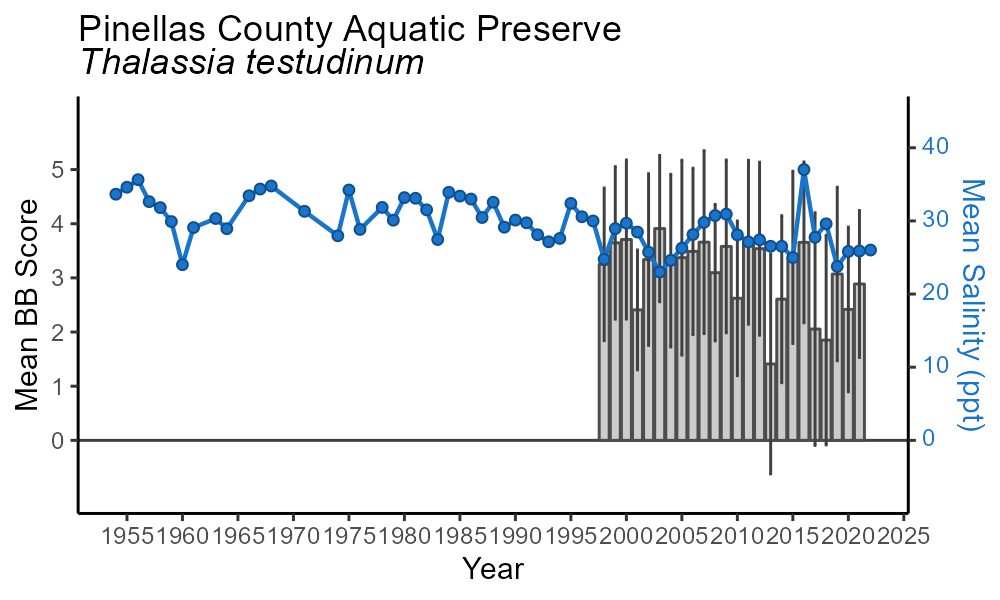 Pinellas County Aquatic Preserve
Thalassia testudinum
Mean BB Score
5
4
3
2
1
0
40
30
20
10
0
Mean Salinity (ppt)
1955 1960 1965 1970 1975 1980 1985 1990 1995 2000 2005 2010 2015 2020 2025
Year